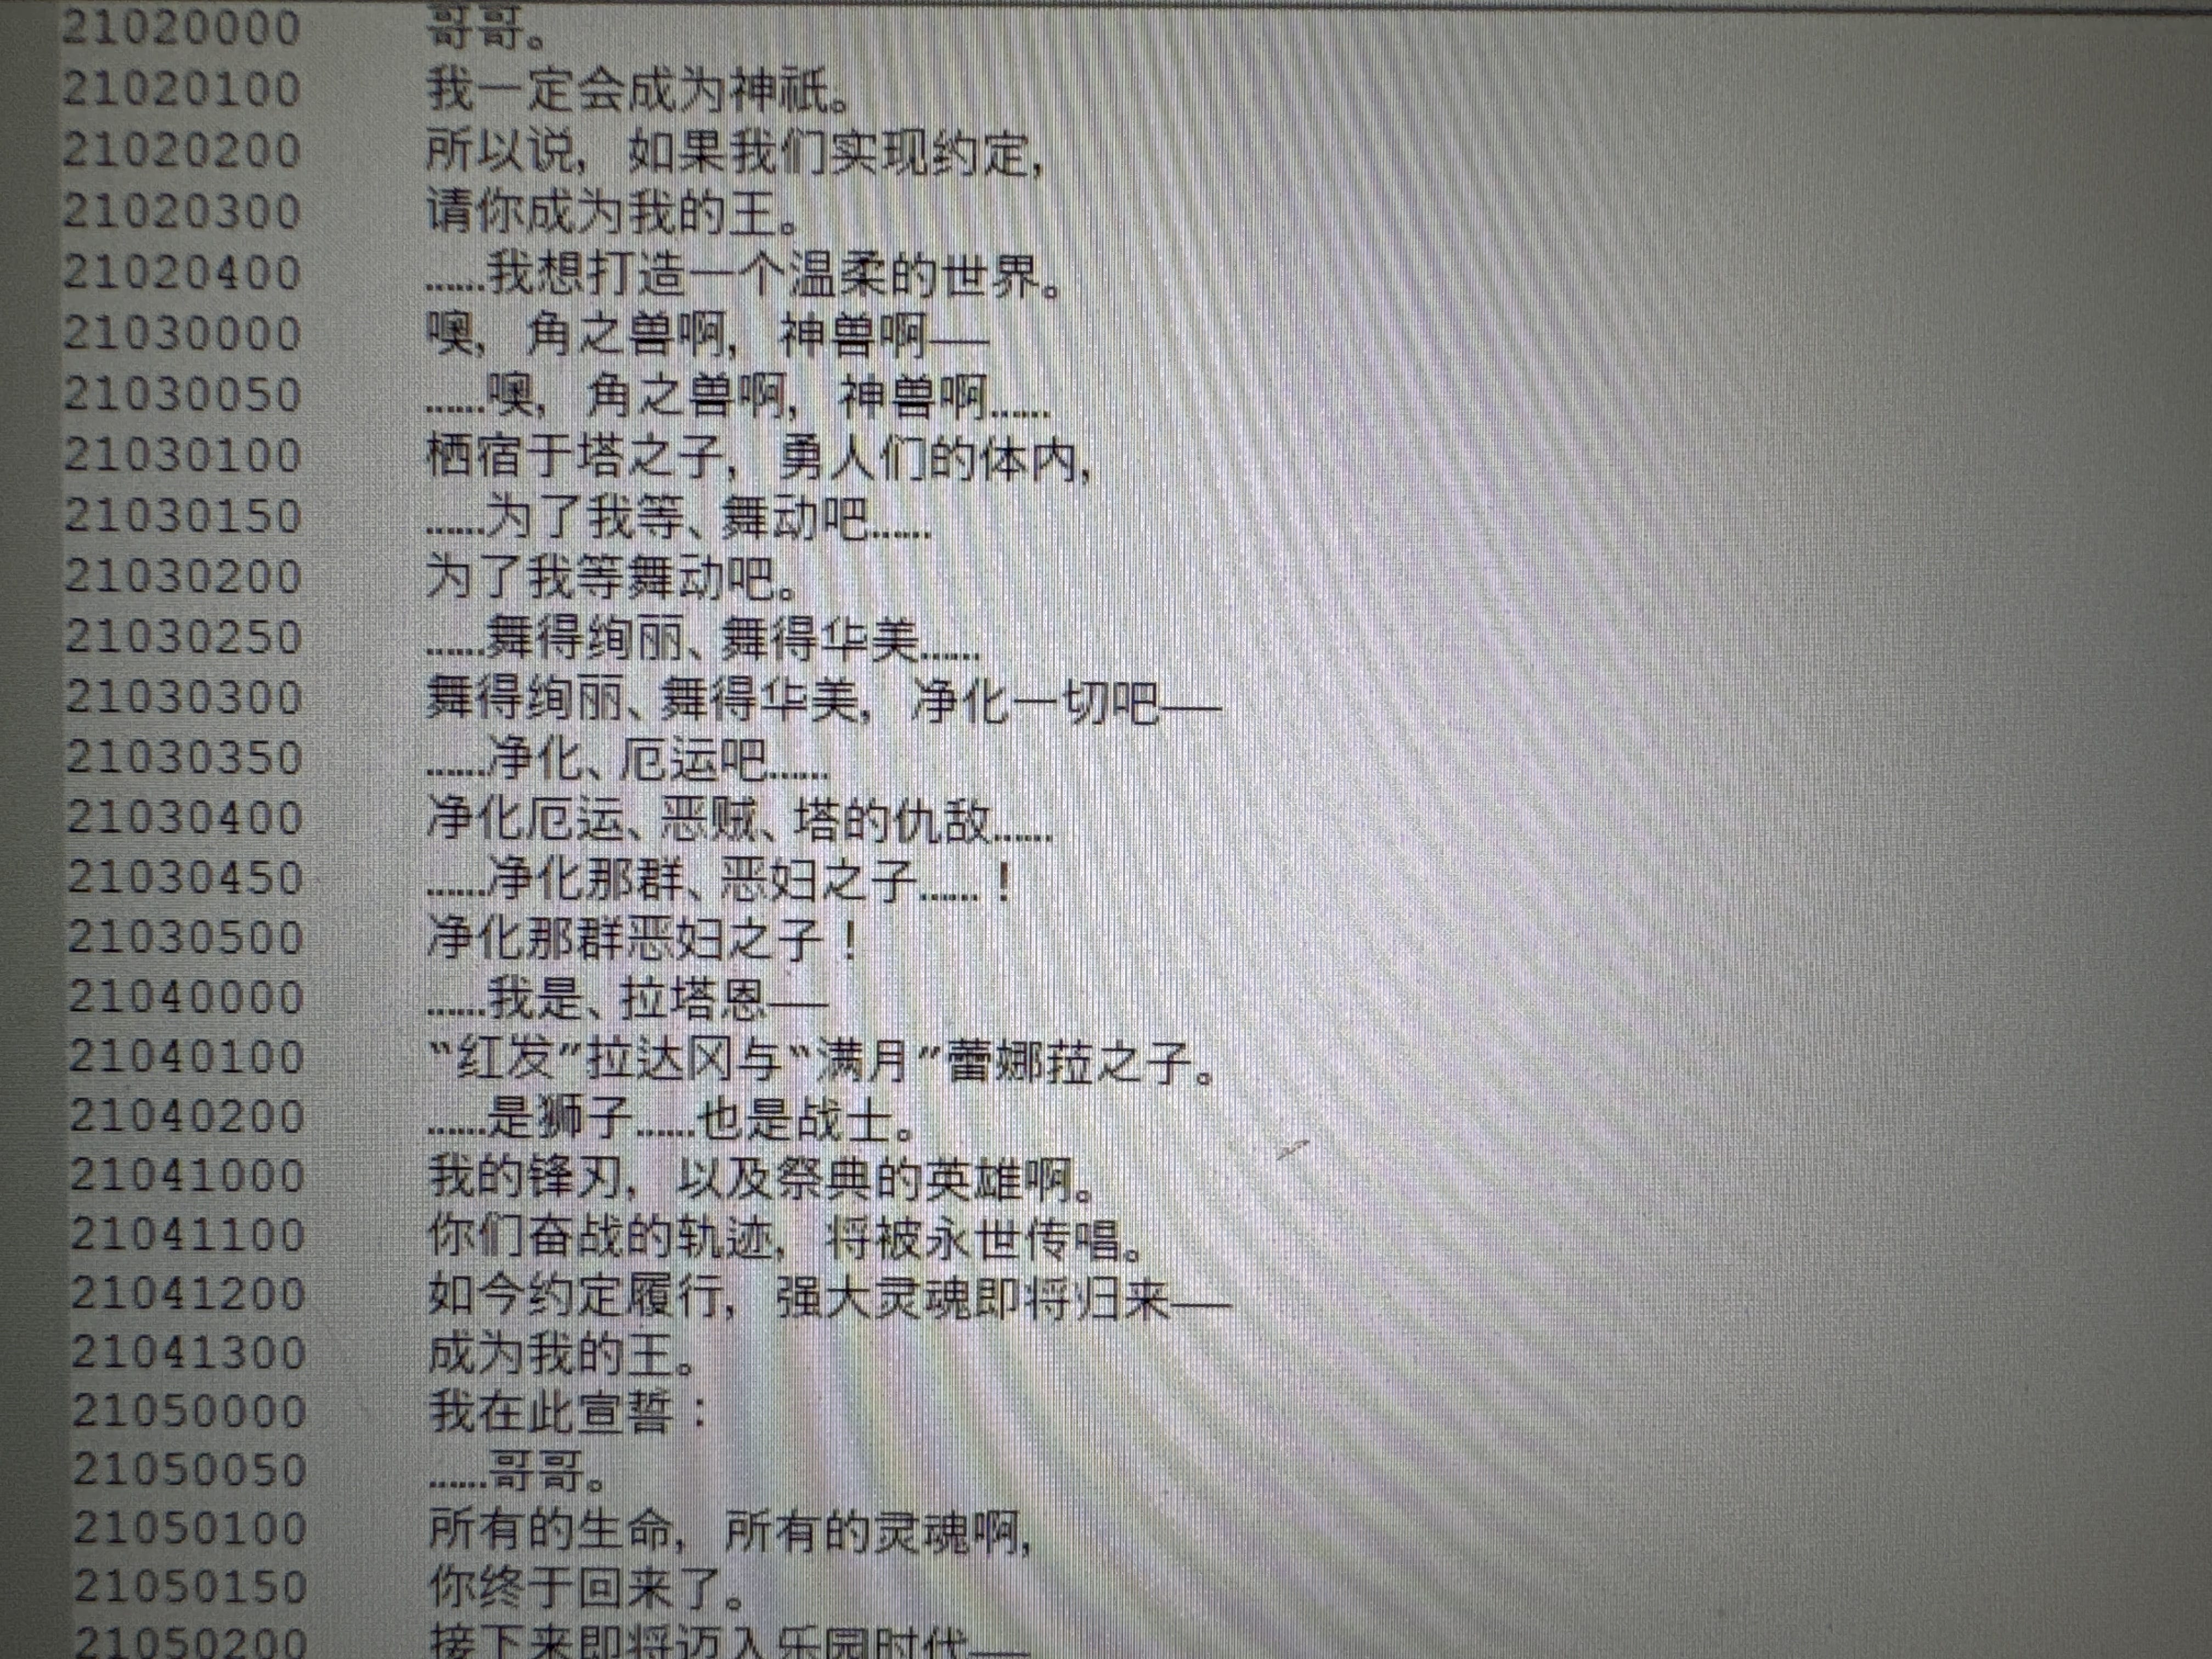 21020000 哥哥。
21020100 我一定会成为神祇。
21020200 所以说，如果我们实现约定，
21020300 请你成为我的王。
21020400 ……我想打造一个温柔的世界。
21030000 噢，角之兽啊，神兽啊──
21030050 ……噢，角之兽啊，神兽啊……
21030100 栖宿于塔之子，勇人们的体内，
21030150 ……为了我等、舞动吧……
21030200 为了我等舞动吧。
21030250 ……舞得绚丽、舞得华美……
21030300 舞得绚丽、舞得华美，净化一切吧──
21030350 ……净化、厄运吧……
21030400 净化厄运、恶贼、塔的仇敌……
21030450 ……净化那群、恶妇之子……！
21030500 净化那群恶妇之子！
21040000 ……我是、拉塔恩──
21040100 “红发”拉达冈与“满月”蕾娜菈之子。
21040200 ……是狮子……也是战士。
21041000 我的锋刃，以及祭典的英雄啊。
21041100 你们奋战的轨迹，将被永世传唱。
21041200 如今约定履行，强大灵魂即将归来──
21041300 成为我的王。
21050000 我在此宣誓：
21050050 ……哥哥。
21050100 所有的生命，所有的灵魂啊，
21050150 你终于回来了。
21050200 接下来即将迈入乐园时代──